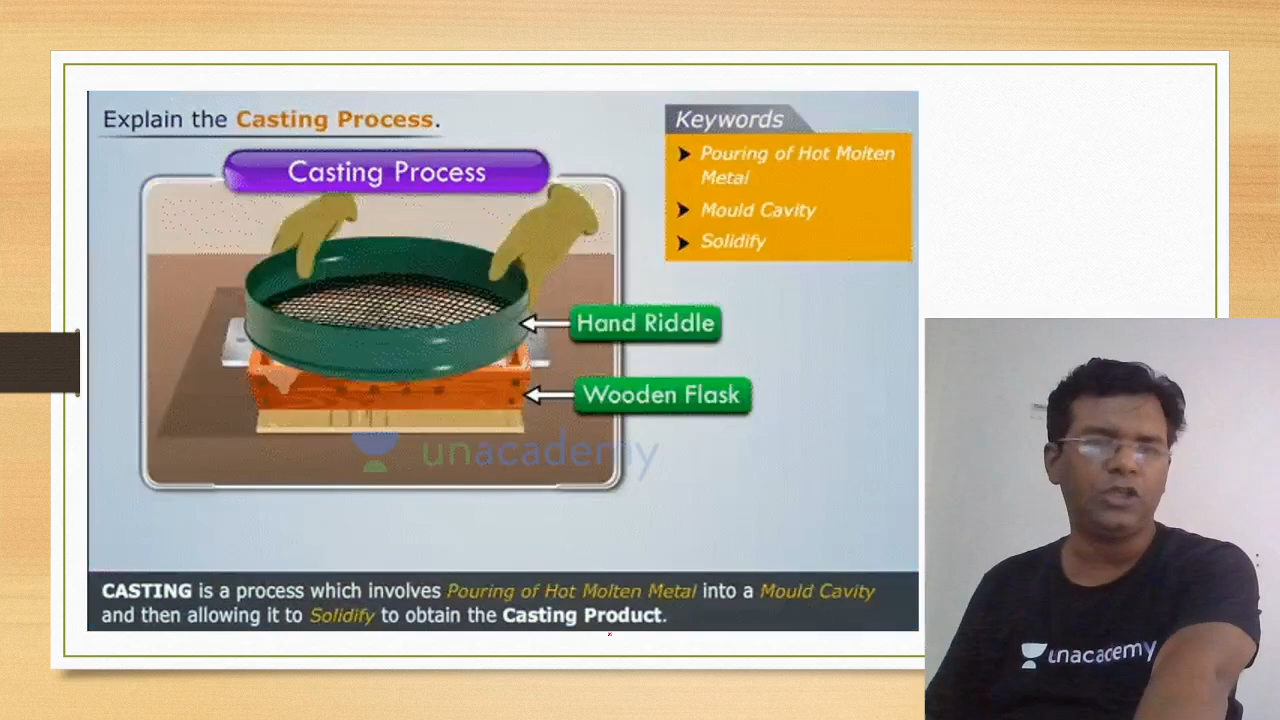 Explain the Casting Process.
Keywords
Casting Process
Pouring of Hot Molten
Metal
Mould Cavity
Solidify
Hand Riddle
Wooden Flask
unacademy
CASTING is a process which involves Pouring of Hot Molten Metal into a Mould Cavity
and then allowing it to Solidify to obtain the Casting Product.
unacademy